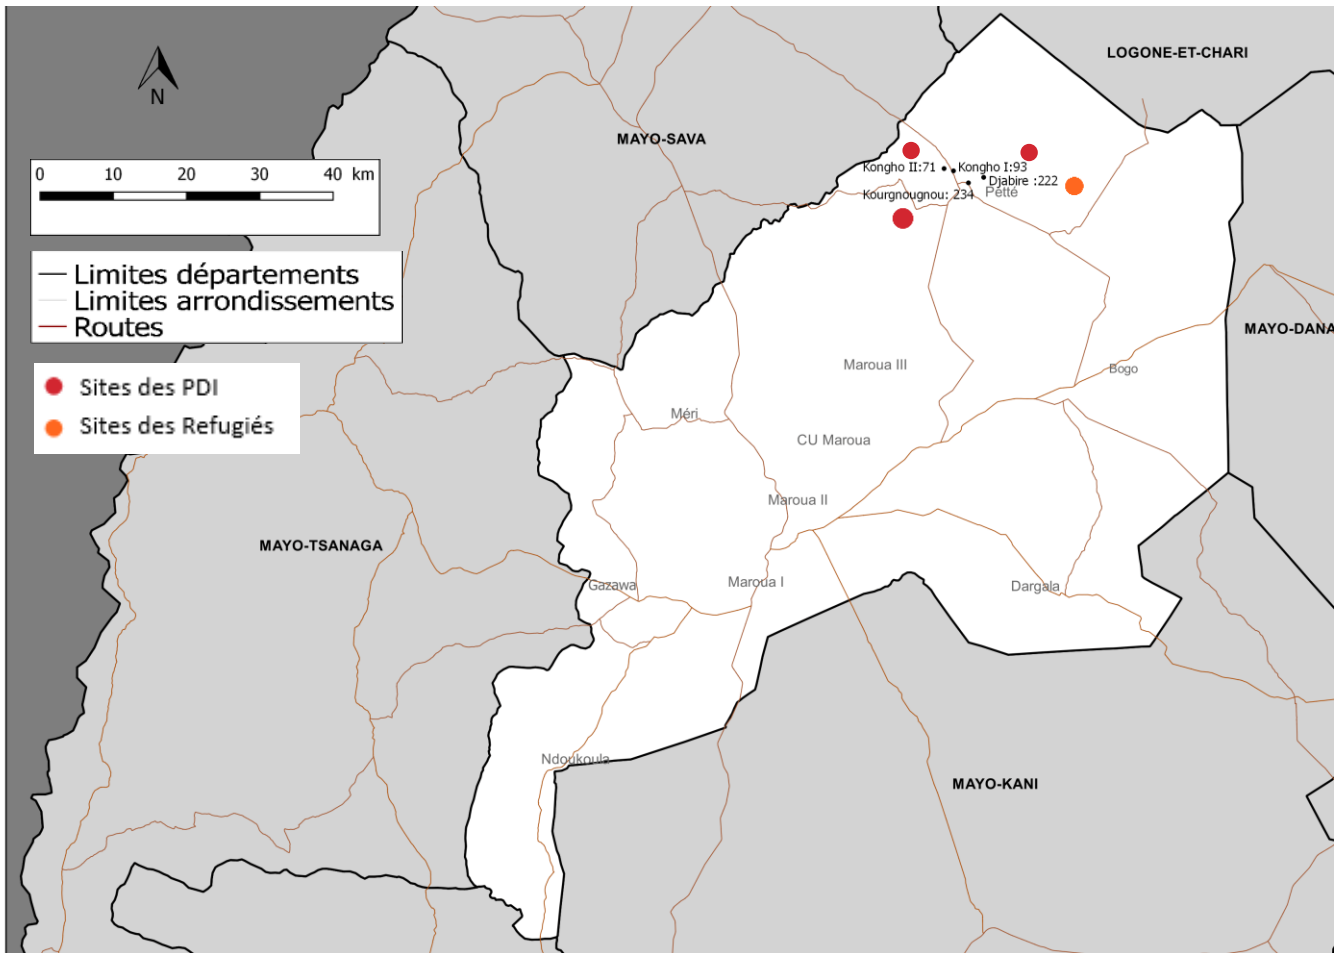 LOGONE-ET-CHARI
N
MAYO-SAVA
0 10 20 30 40 km
Kongho II:71
Kongho I:93
Djabire :222
Kourgnougnou: 234
Pétté
Limites départements
Limites arrondissements
Routes
MAYO-DANA
Maroua III
Bogo
Sites des PDI
Sites des Refugiés
Méri
CU Maroua
Maroua II
MAYO-TSANAGA
Gazawa
Maroua I
Dargala
Ndoukoula
MAYO-KANI